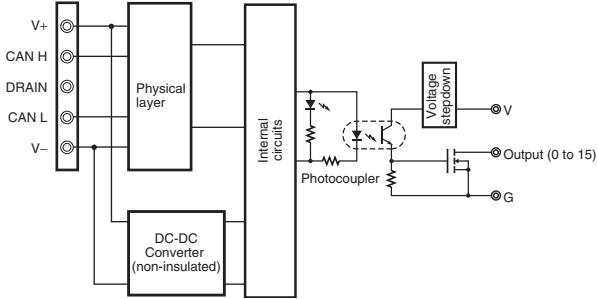 V+
CAN H
DRAIN
CAN L
V−
Physical
layer
DC-DC
Converter
(non-insulated)
Internal
circuits
Photocoupler
Voltage
stepdown
V
Output (0 to 15)
G